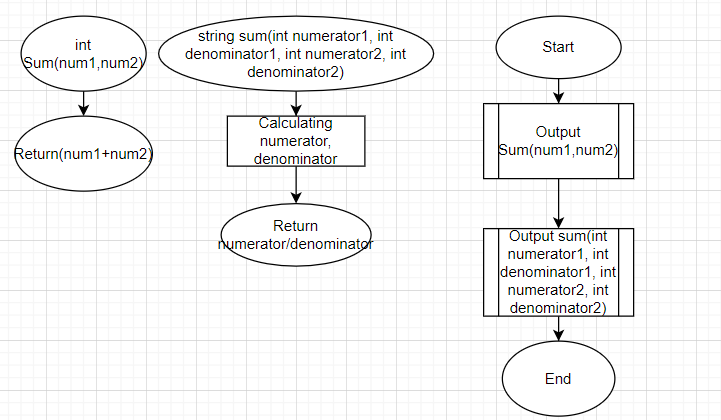 int
Sum(num1,num2)
Return(num1+num2)
string sum(int numerator1, int
denominator1, int numerator2, int
denominator2)
Calculating
numerator,
denominator
Return
numerator/denominator
Start
Output
Sum(num1,num2)
Output sum(int
numerator1, int
denominator1, int
numerator2, int
denominator2)
End